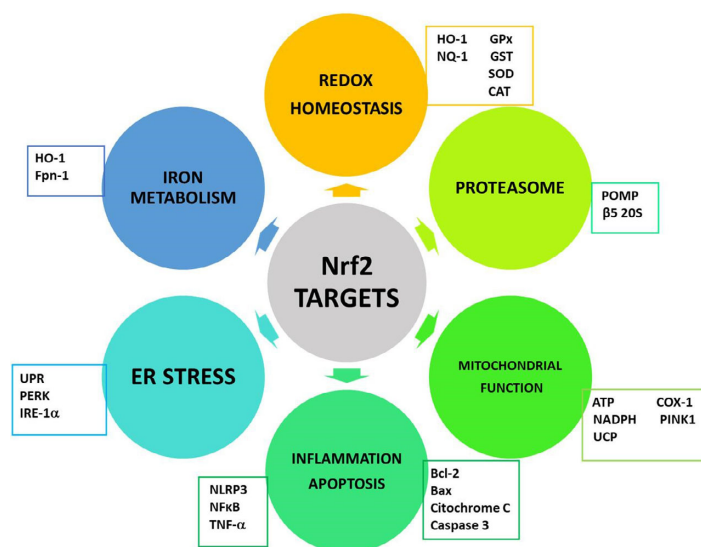 REDOX
HOMEOSTASIS
HO-1 GPx
NQ-1 GST
SOD
CAT
IRON
METABOLISM
HO-1
Fpn-1
PROTEASOME
POMP
β5 20S
Nrf2
TARGETS
ER STRESS
UPR
PERK
IRE-1α
MITOCHONDRIAL
FUNCTION
ATP COX-1
NADPH PINK1
UCP
INFLAMMATION
APOPTOSIS
NLRP3
NFκB
TNF-α
Bcl-2
Bax
Citochrome C
Caspase 3